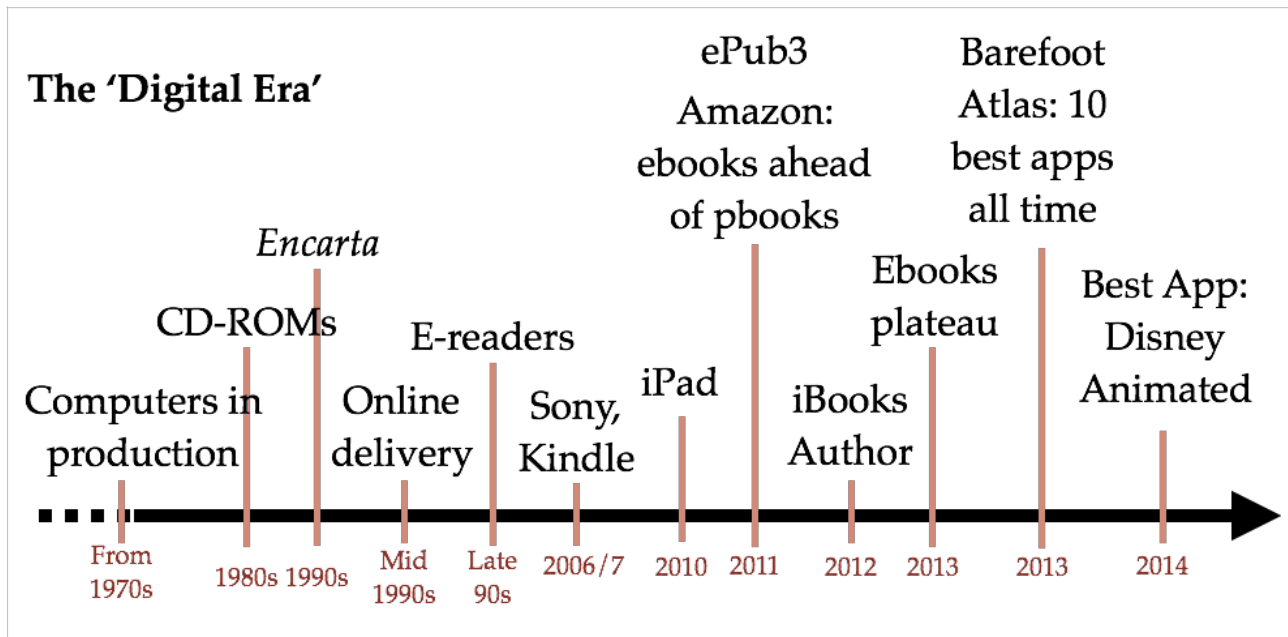 The ‘Digital Era’
Computers in
production
From
1970s
CD-ROMs
1980s
Encarta
1990s
Online
delivery
Mid
1990s
E-readers
Late
90s
Sony,
Kindle
2006/7
iPad
2010
ePub3
Amazon:
ebooks ahead
of pbooks
2011
iBooks
Author
2012
Ebooks
plateau
2013
Barefoot
Atlas: 10
best apps
all time
2013
Best App:
Disney
Animated
2014